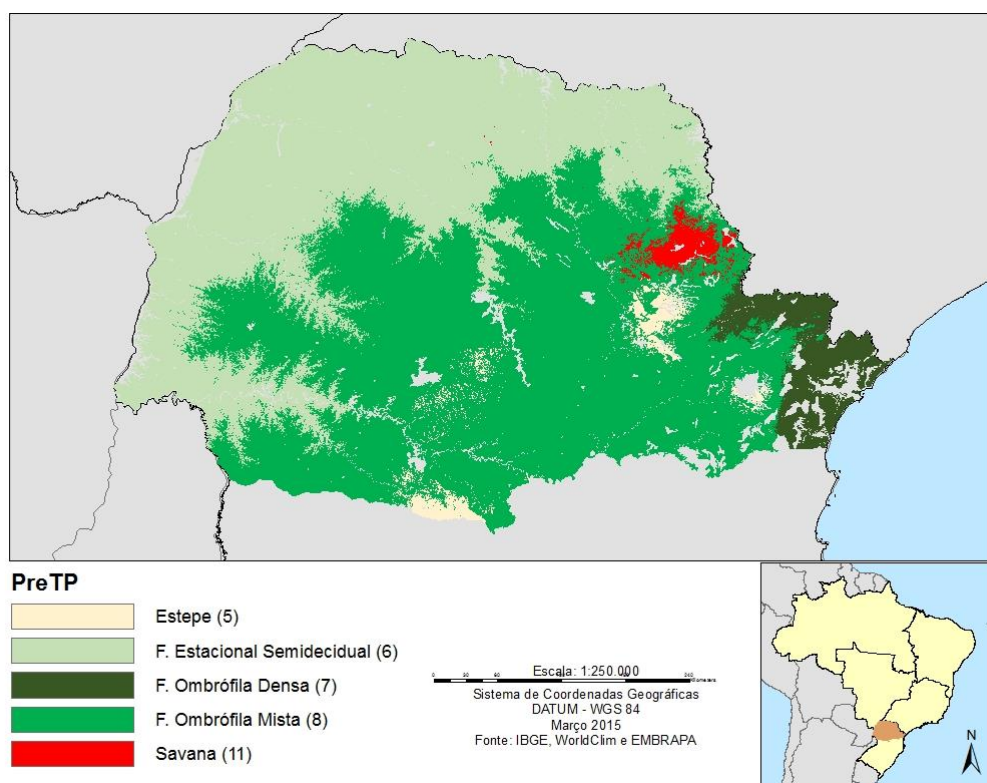 PreTP
Estepe (5)
F. Estacional Semidecidual (6)
F. Ombrófila Densa (7)
F. Ombrófila Mista (8)
Savana (11)
Escala: 1:250.000
Sistema de Coordenadas Geográficas
DATUM - WGS 84
Março 2015
Fonte: IBGE, WorldClim e EMBRAPA
N